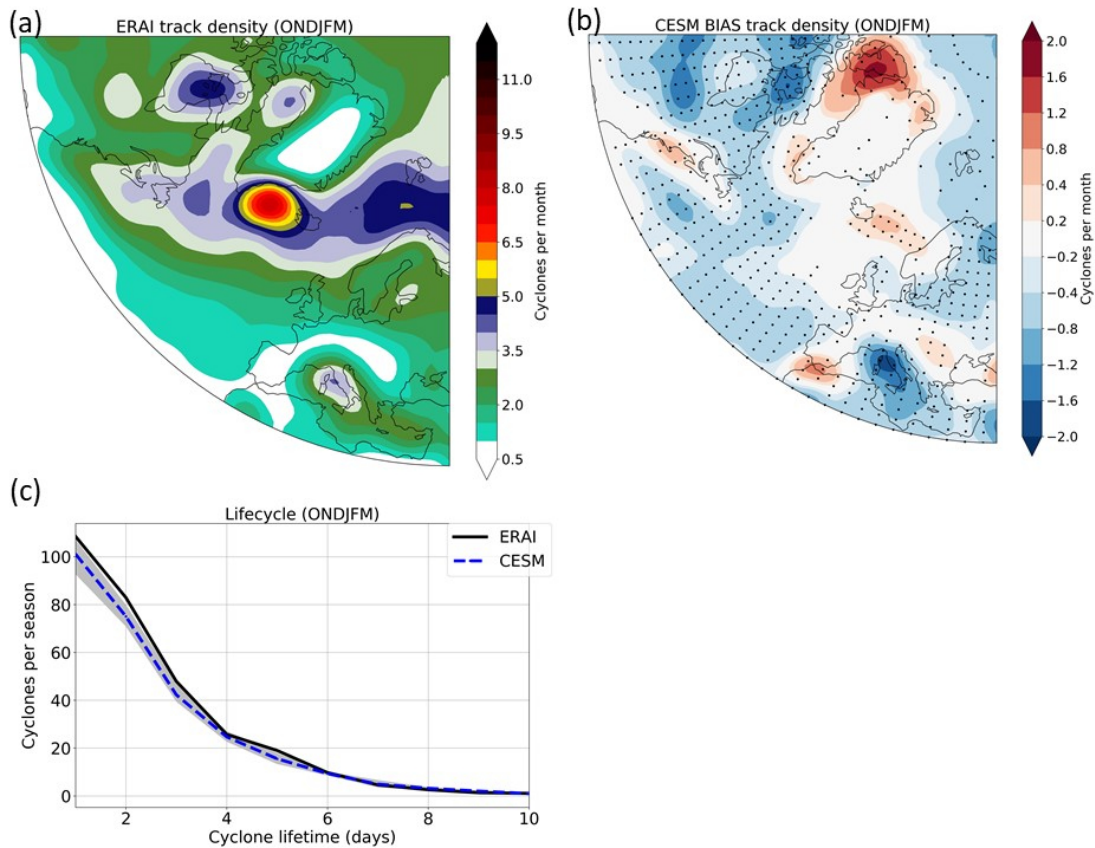 (a)
ERAI track density (ONDJFM)
11.0
9.5
8.0
6.5
5.0
3.5
2.0
0.5
Cyclones per month
(b)
CESM BIAS track density (ONDJFM)
2.0
1.6
1.2
0.8
0.4
0.2
−0.2
−0.4
−0.8
−1.2
−1.6
−2.0
Cyclones per month
(c)
Lifecycle (ONDJFM)
ERAI
CESM
100
80
60
40
20
0
Cyclones per season
2 4 6 8 10
Cyclone lifetime (days)